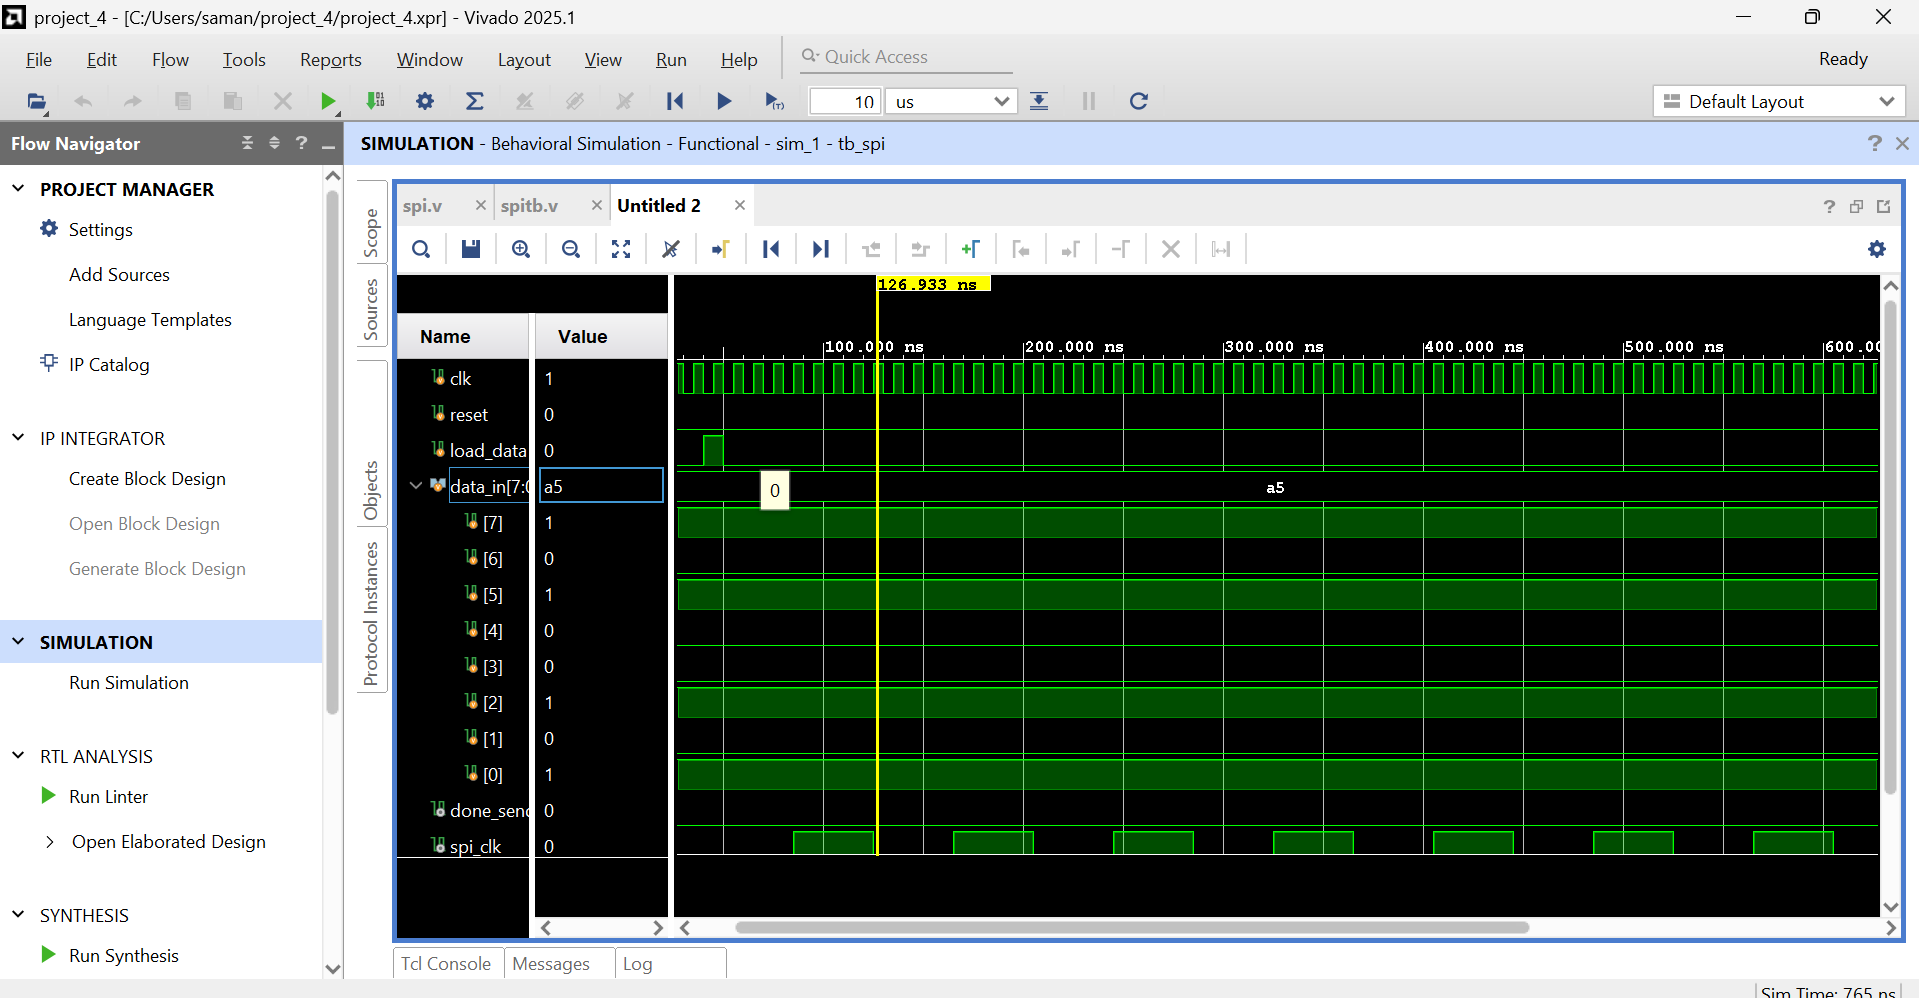 project_4 - [C:/Users/saman/project_4/project_4.xpr] - Vivado 2025.1
File Edit Flow Tools Reports Window Layout View Run Help Quick Access Ready
10 us Default Layout
Flow Navigator
SIMULATION - Behavioral Simulation - Functional - sim_1 - tb_spi
PROJECT MANAGER
Settings
Add Sources
Language Templates
IP Catalog
IP INTEGRATOR
Create Block Design
Open Block Design
Generate Block Design
SIMULATION
Run Simulation
RTL ANALYSIS
Run Linter
Open Elaborated Design
SYNTHESIS
Run Synthesis
Scope
Sources
Objects
Protocol Instances
spi.v spitb.v Untitled 2
126.933 ns
Name Value
100.000 ns 200.000 ns 300.000 ns 400.000 ns 500.000 ns 600.00
clk 1
reset 0
load_data 0
data_in[7:0 a5 0 a5
[7] 1
[6] 0
[5] 1
[4] 0
[3] 0
[2] 1
[1] 0
[0] 1
done_send 0
spi_clk 0
Tcl Console Messages Log
Sim Time: 765 ns